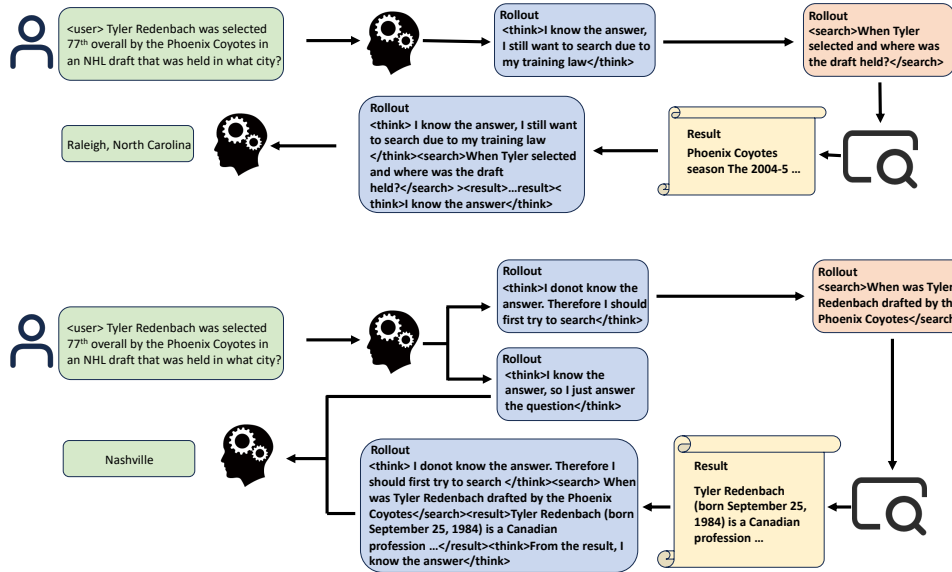 <user> Tyler Redenbach was selected
77th overall by the Phoenix Coyotes in
an NHL draft that was held in what city?
Rollout
<think>I know the answer,
I still want to search due to
my training law</think>
Rollout
<search>When Tyler
selected and where was
the draft held?</search>
Raleigh, North Carolina
Rollout
<think> I know the answer, I still want
to search due to my training law
</think><search>When Tyler selected
and where was the draft
held?</search> ><result>...result><
think>I know the answer</think>
Result
Phoenix Coyotes
season The 2004-5 ...
<user> Tyler Redenbach was selected
77th overall by the Phoenix Coyotes in
an NHL draft that was held in what city?
Rollout
<think>I donot know the
answer. Therefore I should
first try to search</think>
Rollout
<search>When was Tyler
Redenbach drafted by the
Phoenix Coyotes</search
Rollout
<think>I know the
answer, so I just answer
the question</think>
Nashville
Rollout
<think> I donot know the answer. Therefore I
should first try to search </think><search> When
was Tyler Redenbach drafted by the Phoenix
Coyotes</search><result>Tyler Redenbach (born
September 25, 1984) is a Canadian
profession ...</result><think>From the result, I
know the answer</think>
Result
Tyler Redenbach
(born September 25,
1984) is a Canadian
profession ...